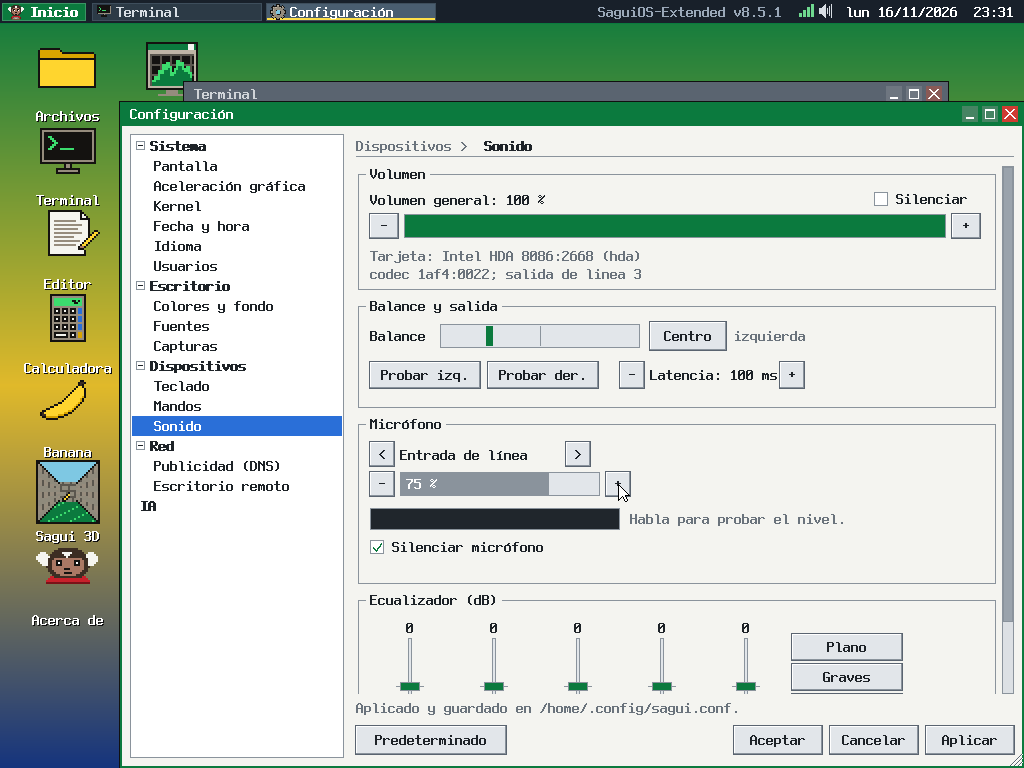 Inicio
Terminal
Configuración
SaguiOS-Extended v8.5.1
lun 16/11/2026
23:31
Archivos
Terminal
Editor
Calculadora
Banana
Sagui 3D
Acerca de
Terminal
Configuración
Sistema
Pantalla
Aceleración gráfica
Kernel
Fecha y hora
Idioma
Usuarios
Escritorio
Colores y fondo
Fuentes
Capturas
Dispositivos
Teclado
Mandos
Sonido
Red
Publicidad (DNS)
Escritorio remoto
IA
Dispositivos > Sonido
Volumen
Volumen general: 100 %
Silenciar
- +
Tarjeta: Intel HDA 8086:2668 (hda)
codec 1af4:0022; salida de línea 3
Balance y salida
Balance
Centro
izquierda
Probar izq.
Probar der.
- Latencia: 100 ms +
Micrófono
< Entrada de línea >
- 75 % +
Habla para probar el nivel.
Silenciar micrófono
Ecualizador (dB)
0 0 0 0 0
Plano
Graves
Aplicado y guardado en /home/.config/sagui.conf.
Predeterminado
Aceptar
Cancelar
Aplicar